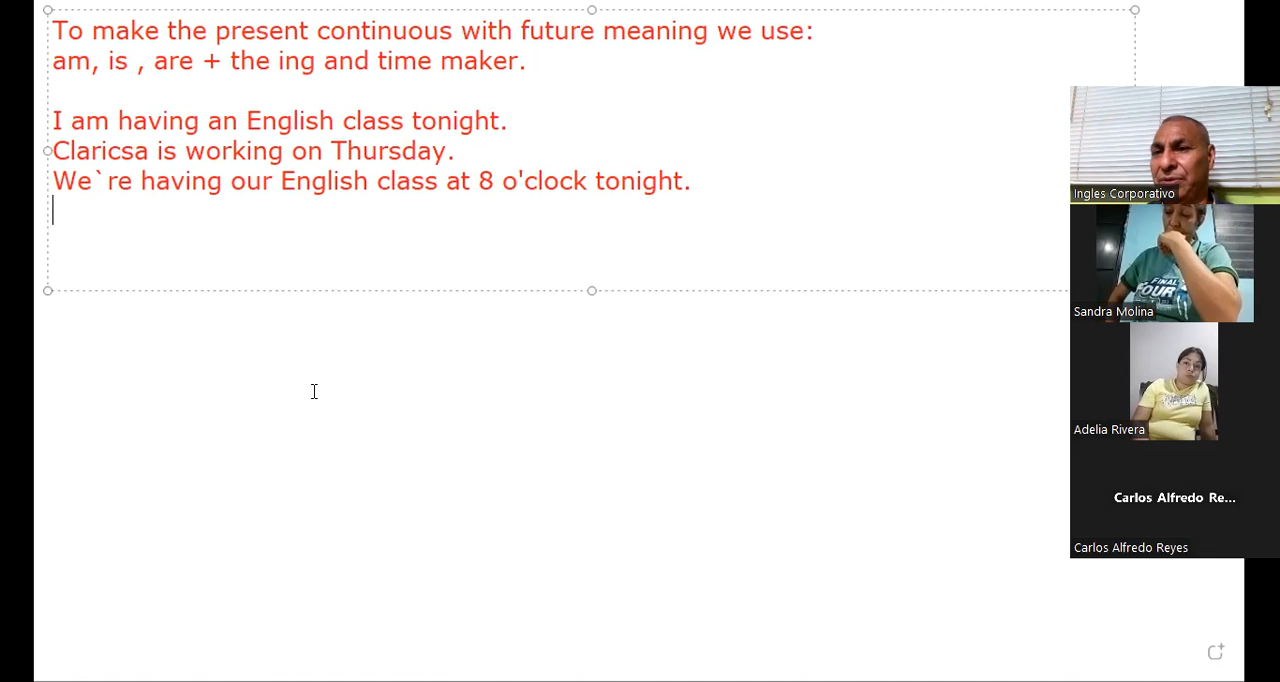 To make the present continuous with future meaning we use:
am, is , are + the ing and time maker.
I am having an English class tonight.
Claricsa is working on Thursday.
We`re having our English class at 8 o'clock tonight.
Ingles Corporativo
FINAL
FOUR
Sandra Molina
Adelia Rivera
Carlos Alfredo Re...
Carlos Alfredo Reyes